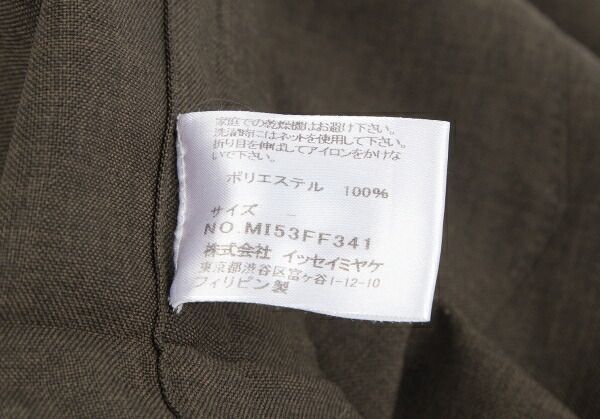 家庭での乾燥機はお避け下さい。
洗濯時にはネットを使用して下さい。
折り目を伸ばしてアイロンをかけな
いで下さい。
ポリエステル 100%
サイズ –
NO.MI53FF341
株式会社 イッセイミヤケ
東京都渋谷区富ヶ谷1-12-10
フィリピン製